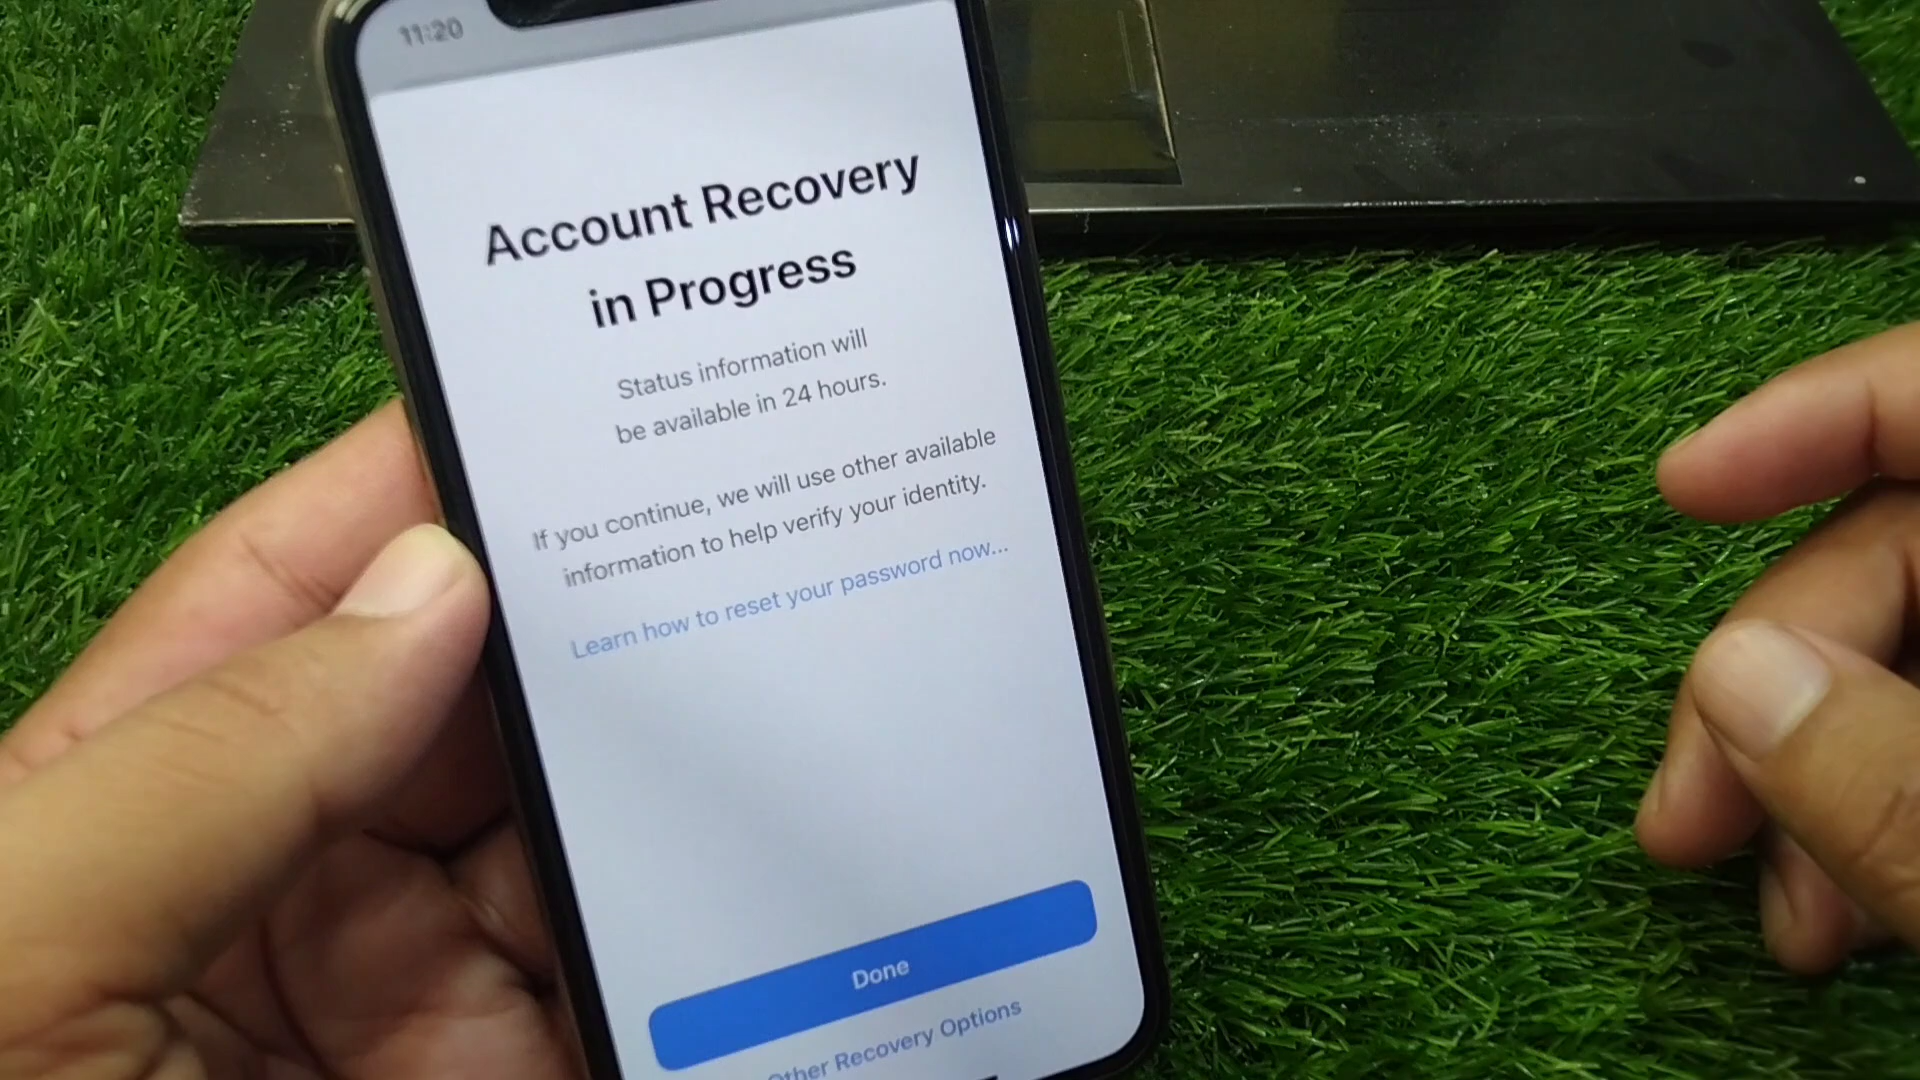 11:20
Account Recovery
in Progress
Status information will
be available in 24 hours.
If you continue, we will use other available
information to help verify your identity.
Learn how to reset your password now...
Done
Other Recovery Options